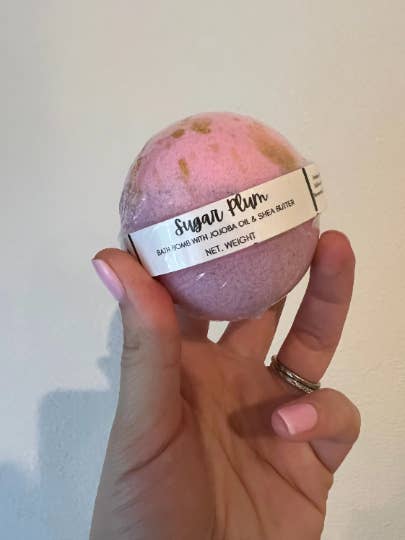 Sugar Plum
BATH BOMB WITH JOJOBA OIL & SHEA BUTTER
NET. WEIGHT